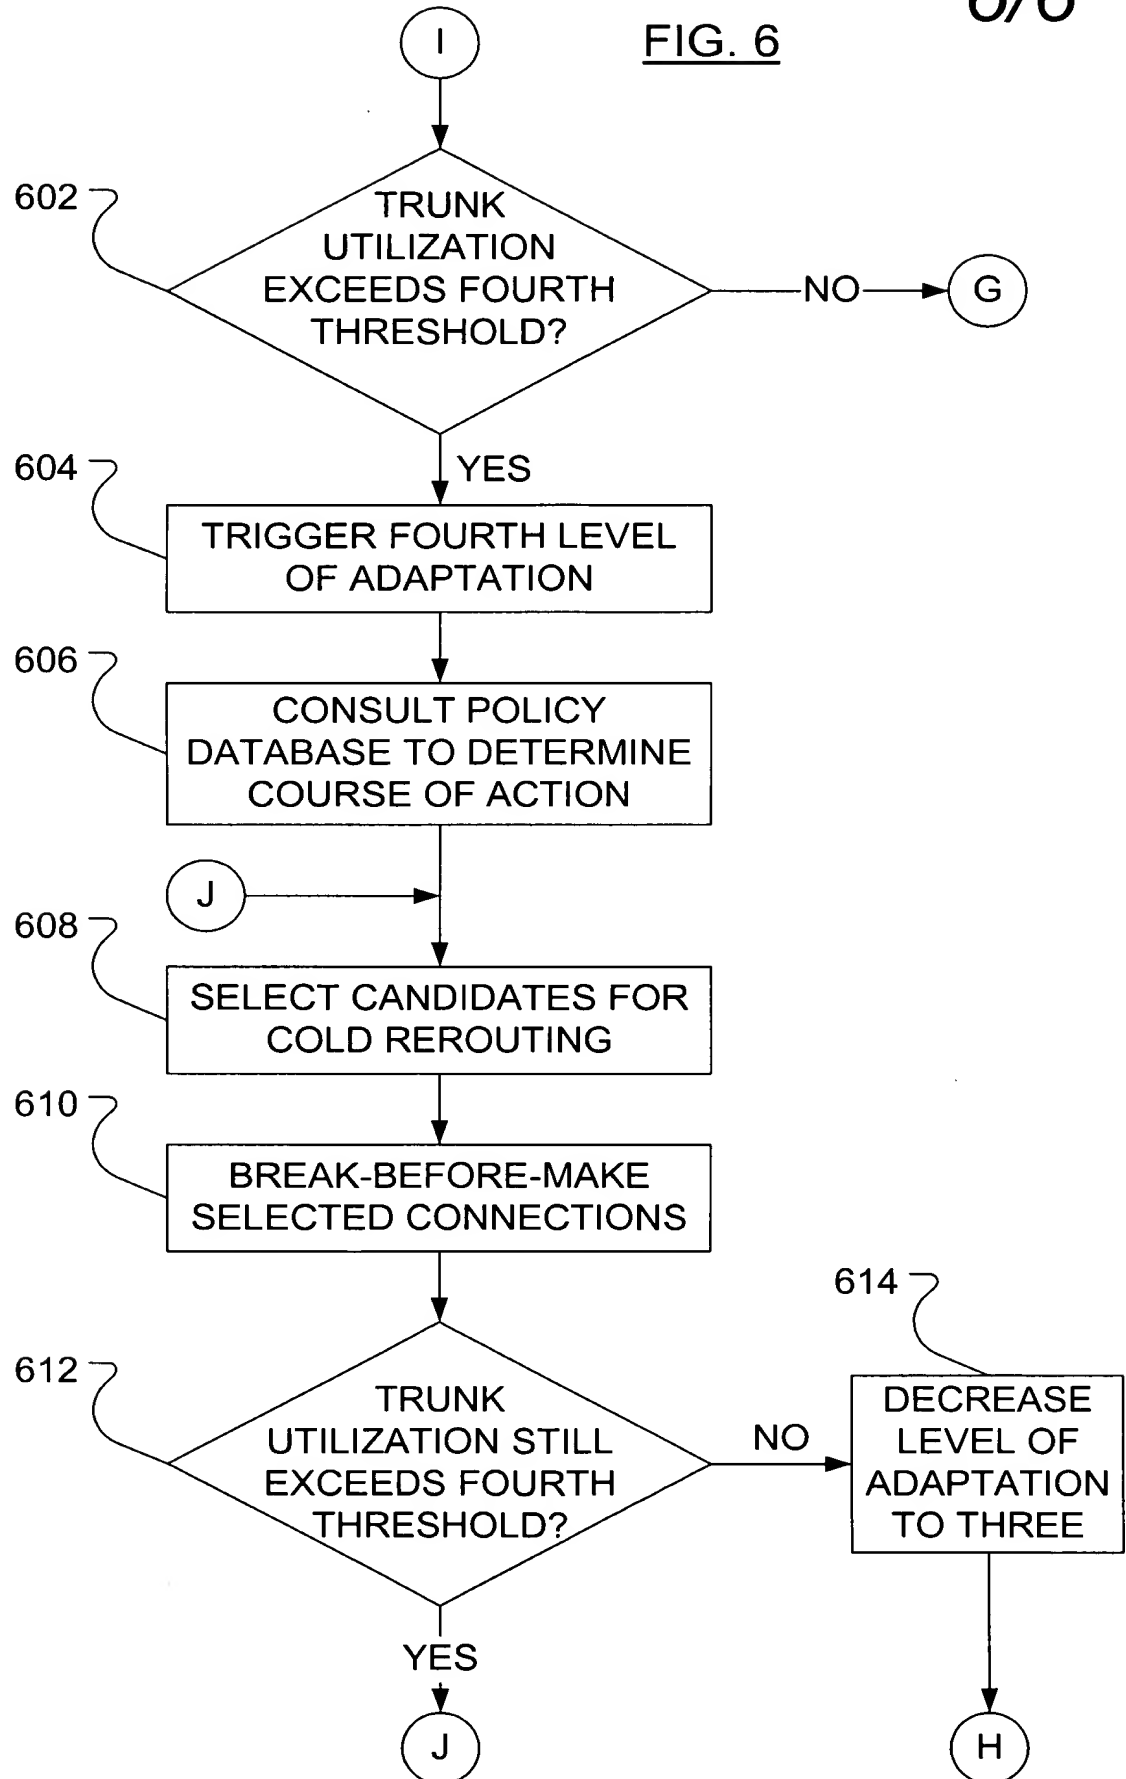 6/6
I
FIG. 6
602
TRUNK
UTILIZATION
EXCEEDS FOURTH
THRESHOLD?
NO
G
YES
604
TRIGGER FOURTH LEVEL
OF ADAPTATION
606
CONSULT POLICY
DATABASE TO DETERMINE
COURSE OF ACTION
J
608
SELECT CANDIDATES FOR
COLD REROUTING
610
BREAK-BEFORE-MAKE
SELECTED CONNECTIONS
612
TRUNK
UTILIZATION STILL
EXCEEDS FOURTH
THRESHOLD?
NO
614
DECREASE
LEVEL OF
ADAPTATION
TO THREE
YES
J
H